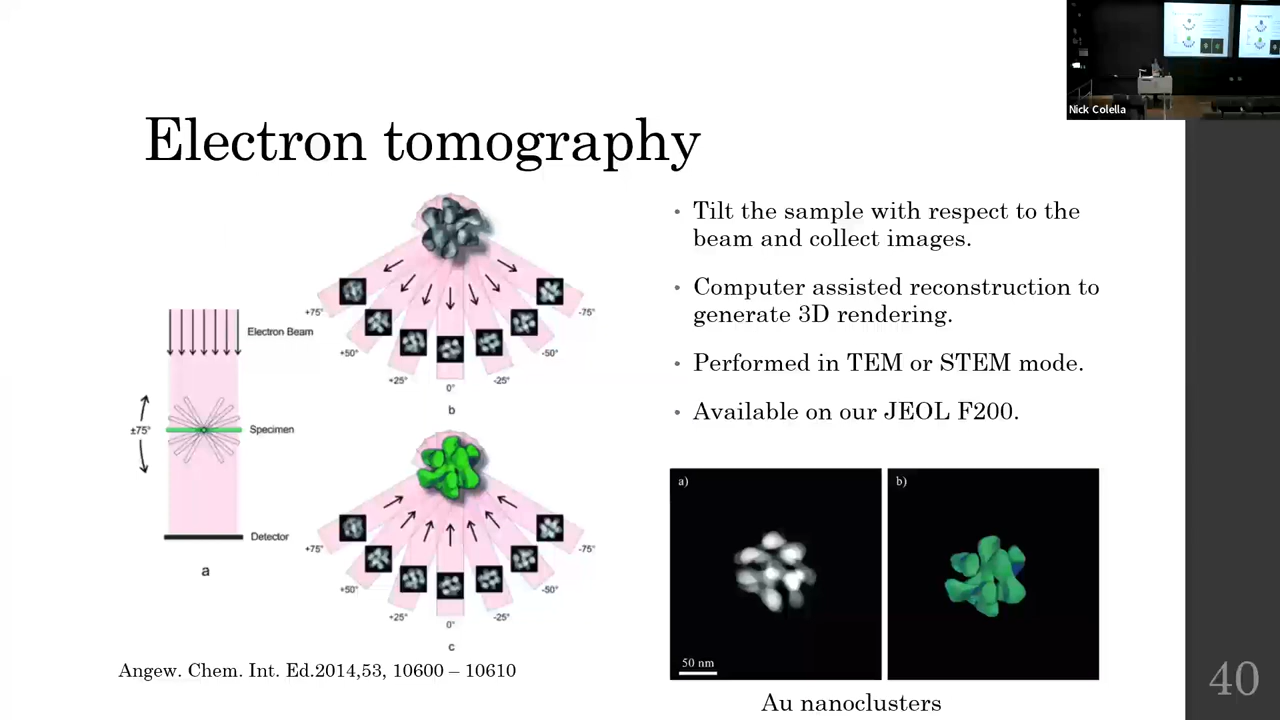 Nick Colella
Electron tomography
Tilt the sample with respect to the
beam and collect images.
Computer assisted reconstruction to
generate 3D rendering.
Performed in TEM or STEM mode.
Available on our JEOL F200.
Electron Beam
±75°
Specimen
Detector
a
+75°
+50°
+25°
0°
-25°
-50°
-75°
b
+75°
+50°
+25°
0°
-25°
-50°
-75°
c
a)
50 nm
b)
Au nanoclusters
Angew. Chem. Int. Ed.2014,53, 10600 – 10610
40